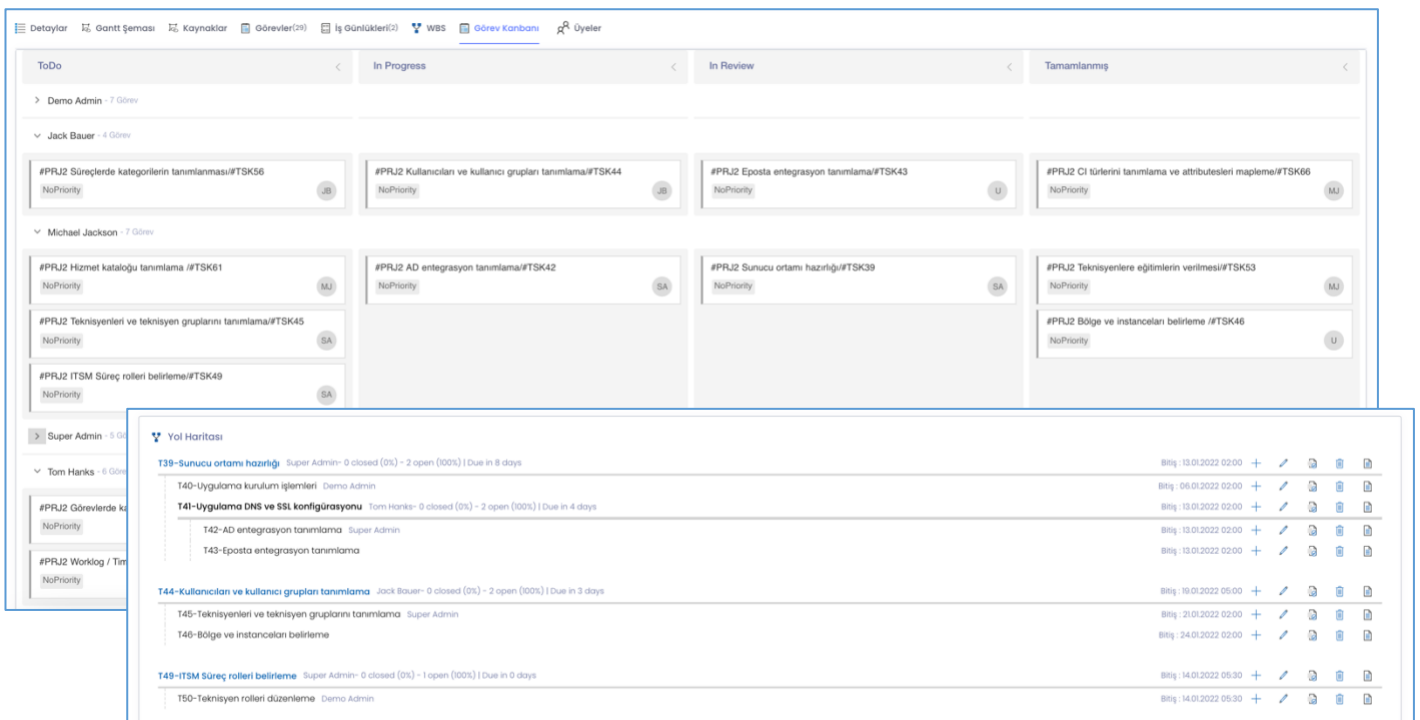 Detaylar Gantt Şeması Kaynaklar Görevler(29) İş Günlükleri(2) WBS Görev Kanbanı Üyeler
ToDo In Progress In Review Tamamlanmış
Demo Admin - 7 Görev
Jack Bauer - 4 Görev
#PRJ2 Süreçlerde kategorilerin tanımlanması/#TSK56 #PRJ2 Kullanıcıları ve kullanıcı grupları tanımlama/#TSK44 #PRJ2 Eposta entegrasyon tanımlama/#TSK43 #PRJ2 CI türlerini tanımlama ve attributesleri mapleme/#TSK66
NoPriority JB NoPriority JB NoPriority U NoPriority MJ
Michael Jackson - 7 Görev
#PRJ2 Hizmet kataloğu tanımlama /#TSK61 #PRJ2 AD entegrasyon tanımlama/#TSK42 #PRJ2 Sunucu ortamı hazırlığı/#TSK39 #PRJ2 Teknisyenlere eğitimlerin verilmesi/#TSK53
NoPriority MJ NoPriority SA NoPriority SA NoPriority MJ
#PRJ2 Teknisyenleri ve teknisyen gruplarını tanımlama/#TSK45 #PRJ2 Bölge ve instanceları belirleme /#TSK46
NoPriority SA NoPriority U
#PRJ2 ITSM Süreç rolleri belirleme/#TSK49
NoPriority SA
Super Admin - 5
Tom Hanks - 6
#PRJ2 Görevlerde
NoPriority
#PRJ2 Worklog /
NoPriority
Yol Haritası
T39-Sunucu ortamı hazırlığı Super Admin- 0 closed (0%) - 2 open (100%) | Due in 8 days Bitiş : 13.01.2022 02:00
T40-Uygulama kurulum işlemleri Demo Admin Bitiş : 06.01.2022 02:00
T41-Uygulama DNS ve SSL konfigürasyonu Tom Hanks- 0 closed (0%) - 2 open (100%) | Due in 4 days Bitiş : 13.01.2022 02:00
T42-AD entegrasyon tanımlama Super Admin Bitiş : 13.01.2022 02:00
T43-Eposta entegrasyon tanımlama Bitiş : 13.01.2022 02:00
T44-Kullanıcıları ve kullanıcı grupları tanımlama Jack Bauer- 0 closed (0%) - 2 open (100%) | Due in 3 days Bitiş : 19.01.2022 05:00
T45-Teknisyenleri ve teknisyen gruplarını tanımlama Super Admin Bitiş : 21.01.2022 02:00
T46-Bölge ve instanceları belirleme Bitiş : 24.01.2022 02:00
T49-ITSM Süreç rolleri belirleme Super Admin- 0 closed (0%) - 1 open (100%) | Due in 0 days Bitiş : 14.01.2022 05:30
T50-Teknisyen rolleri düzenleme Demo Admin Bitiş : 14.01.2022 05:30